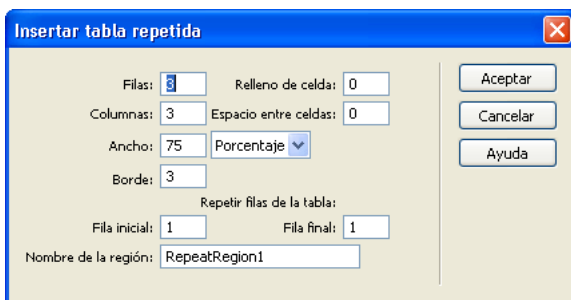 Insertar tabla repetida
Filas: 3 Relleno de celda: 0 Aceptar
Columnas: 3 Espacio entre celdas: 0 Cancelar
Ancho: 75 Porcentaje Ayuda
Borde: 3
Repetir filas de la tabla:
Fila inicial: 1 Fila final: 1
Nombre de la región: RepeatRegion1